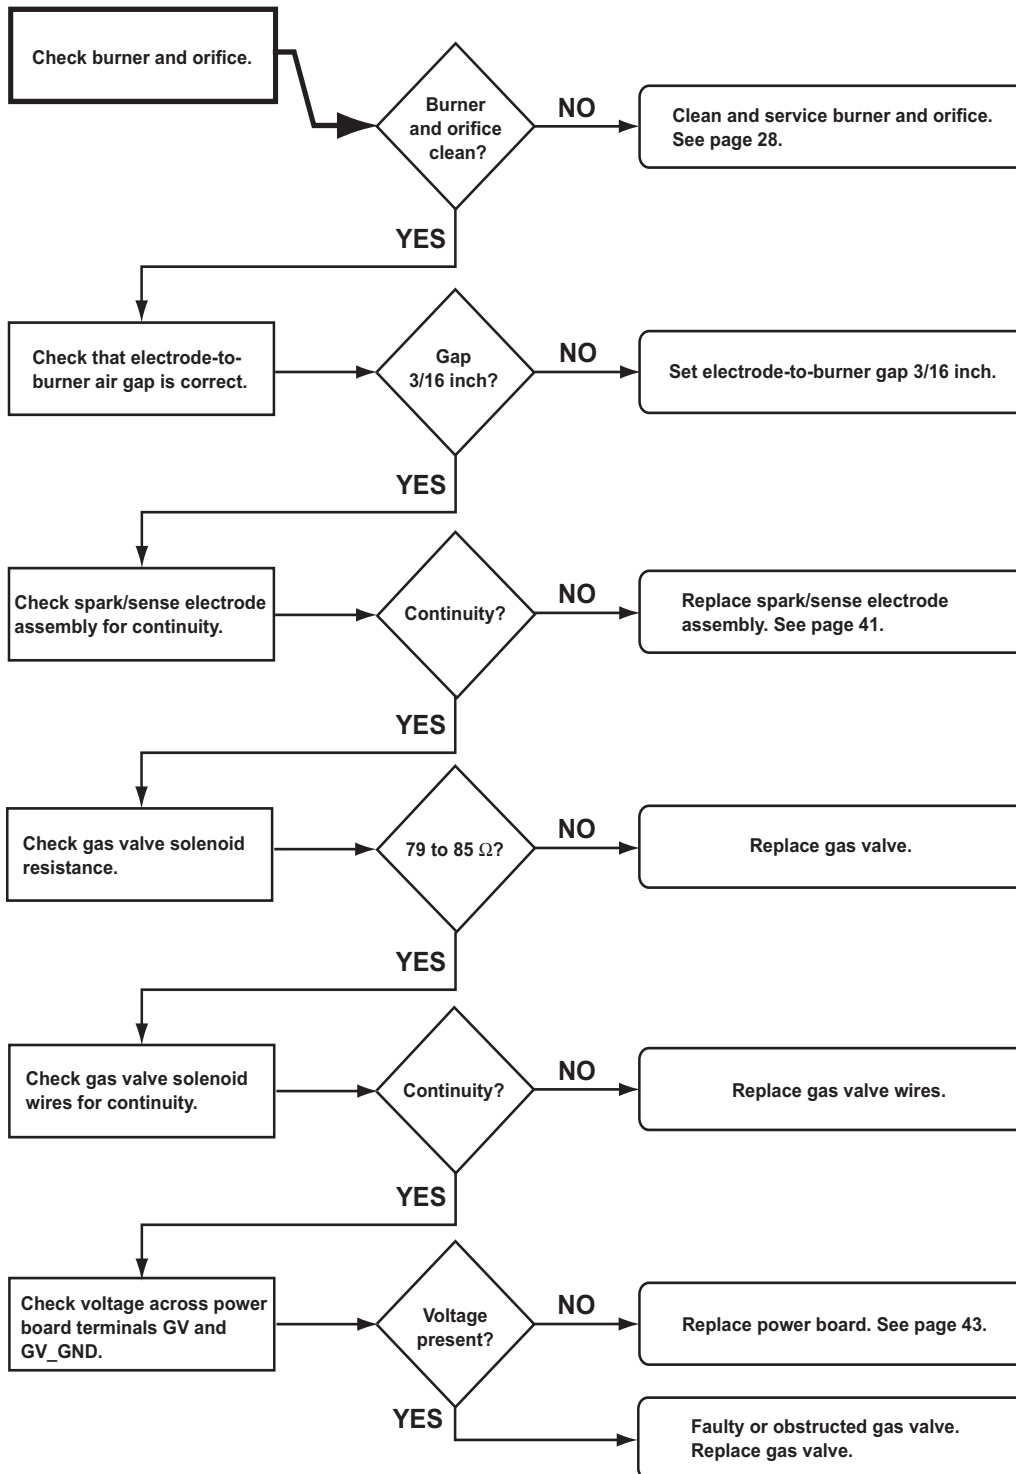 Check burner and orifice.
Burner
and orifice
clean?
NO
Clean and service burner and orifice.
See page 28.
YES
Check that electrode-to-
burner air gap is correct.
Gap
3/16 inch?
NO
Set electrode-to-burner gap 3/16 inch.
YES
Check spark/sense electrode
assembly for continuity.
Continuity?
NO
Replace spark/sense electrode
assembly. See page 41.
YES
Check gas valve solenoid
resistance.
79 to 85 Ω?
NO
Replace gas valve.
YES
Check gas valve solenoid
wires for continuity.
Continuity?
NO
Replace gas valve wires.
YES
Check voltage across power
board terminals GV and
GV_GND.
Voltage
present?
NO
Replace power board. See page 43.
YES
Faulty or obstructed gas valve.
Replace gas valve.